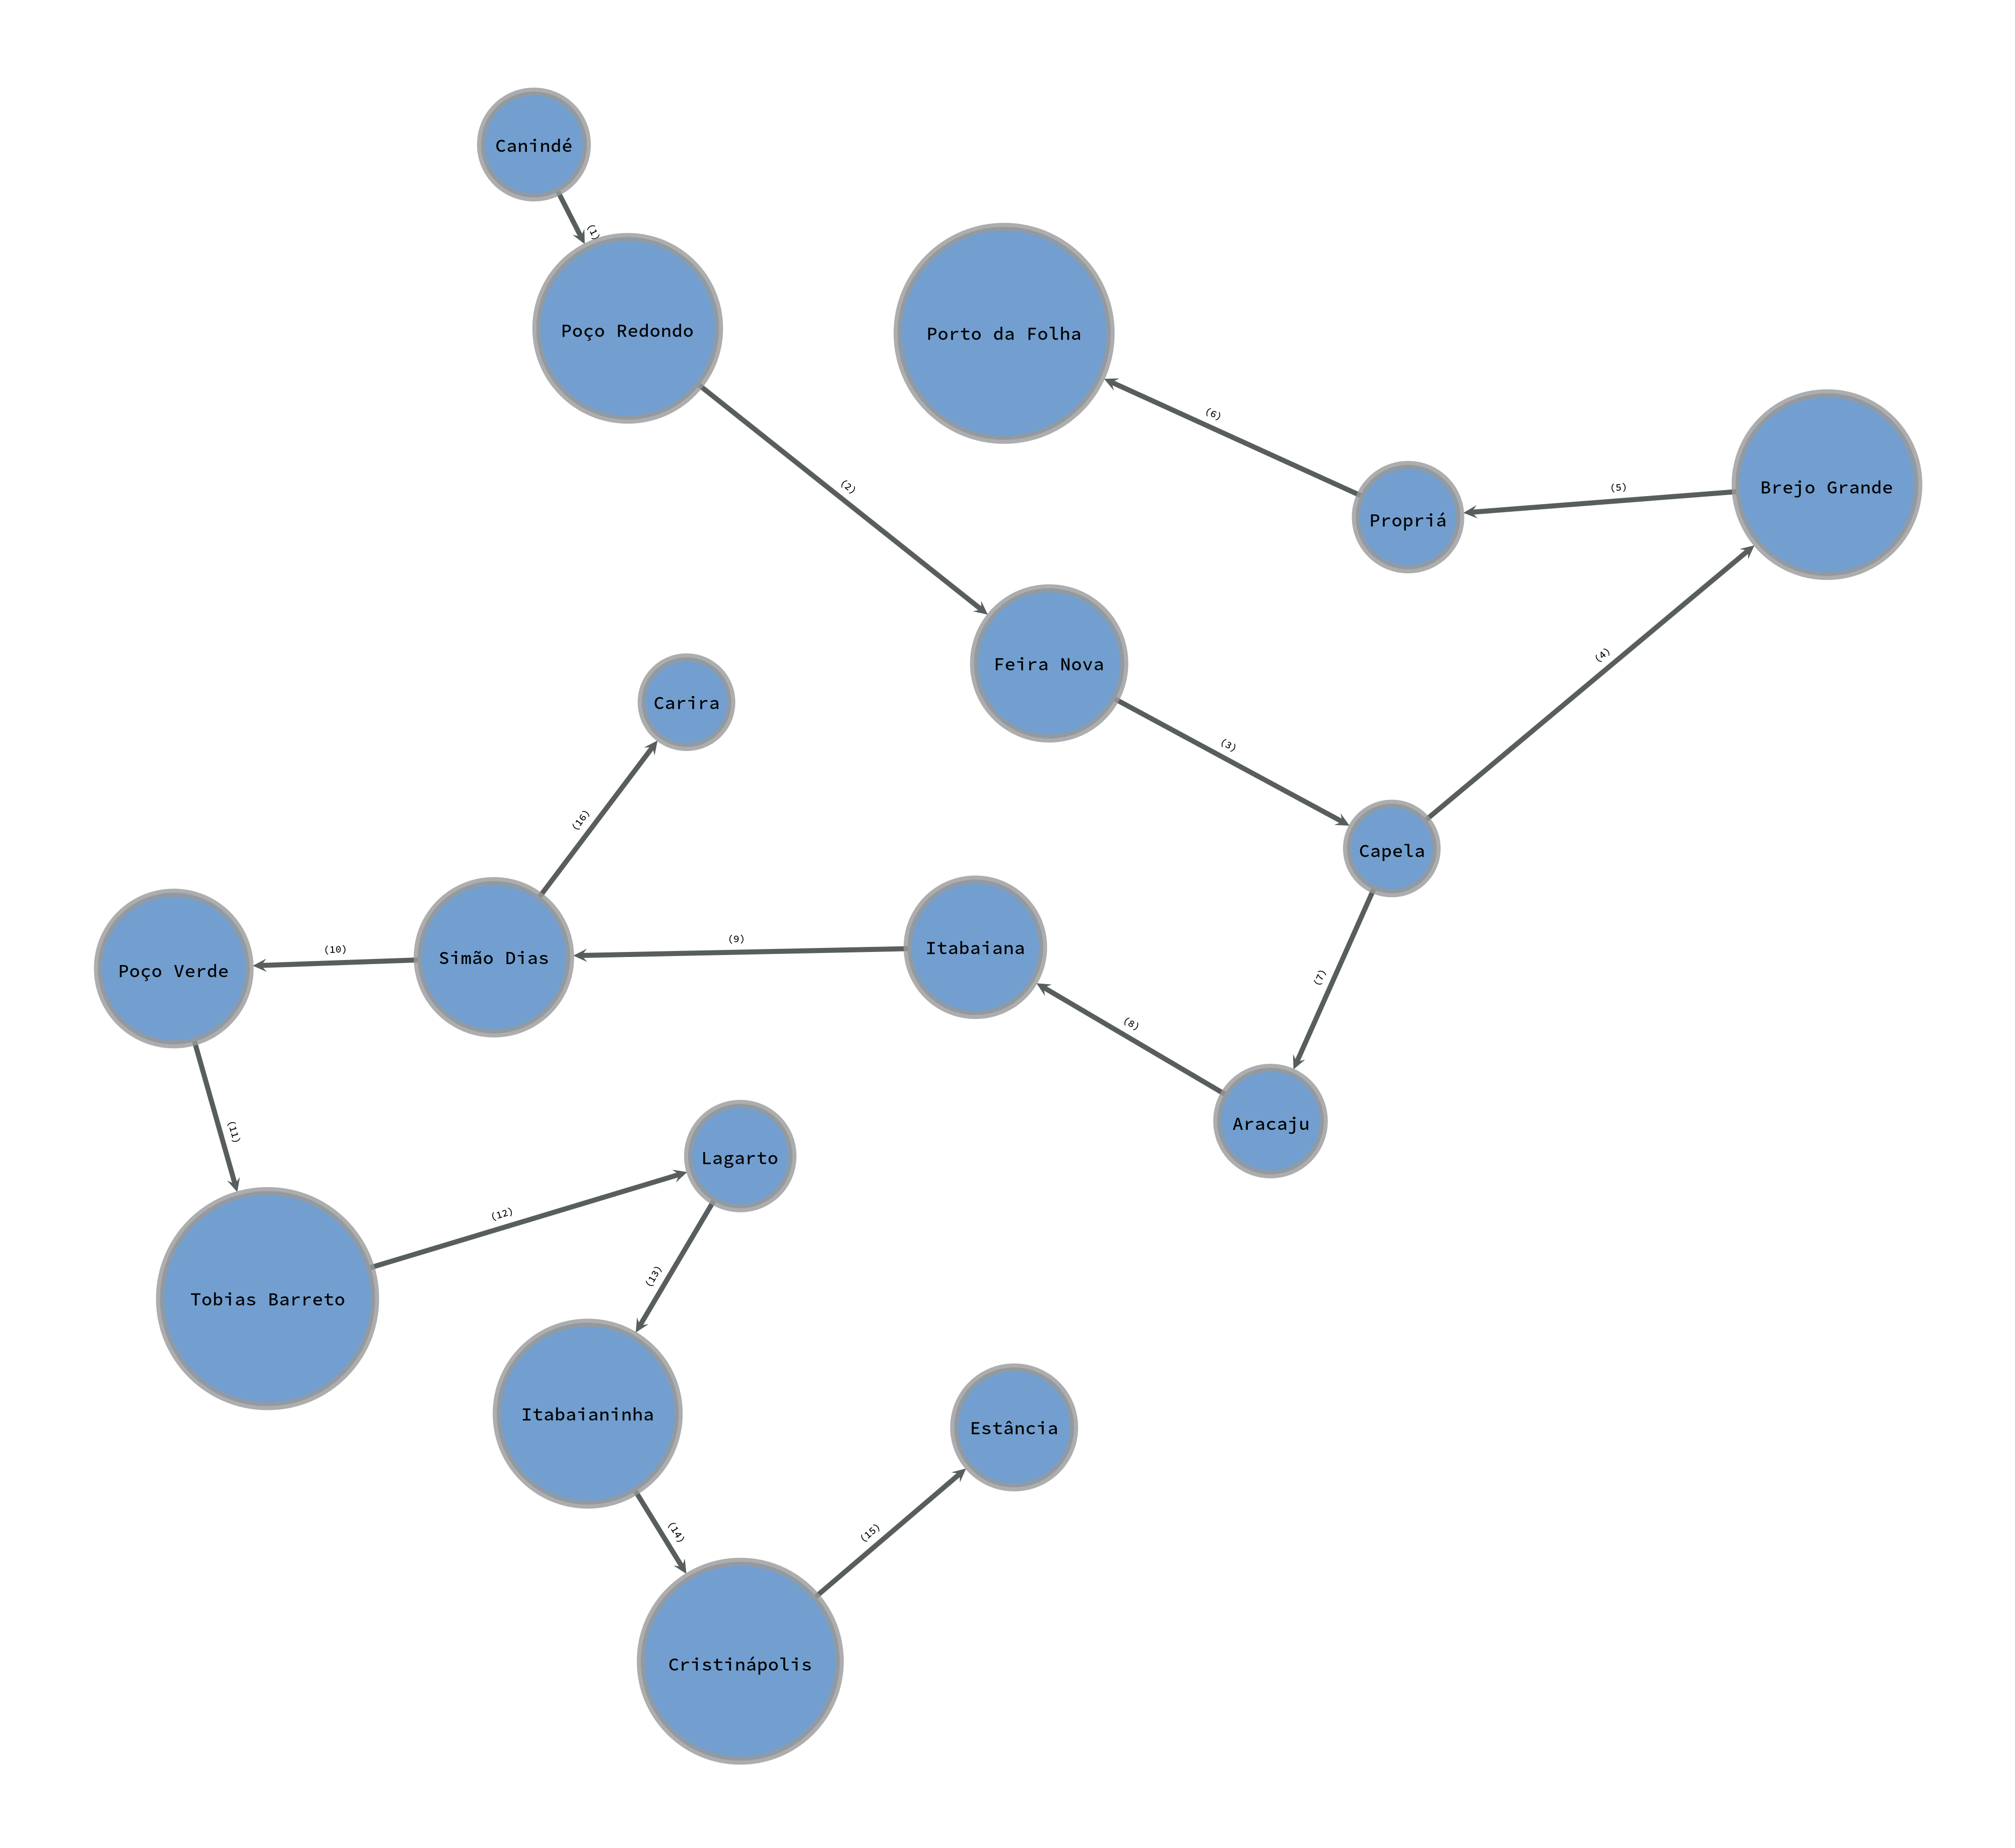 Canindé
(1)
Poço Redondo
Porto da Folha
(6)
(2)
(5)
Brejo Grande
Propriá
(4)
Feira Nova
Carira
(3)
(16)
Capela
(10)
(9)
Itabaiana
Simão Dias
Poço Verde
(7)
(8)
Aracaju
(11)
Lagarto
(12)
(13)
Tobias Barreto
Itabaianinha
Estância
(14)
(15)
Cristinápolis